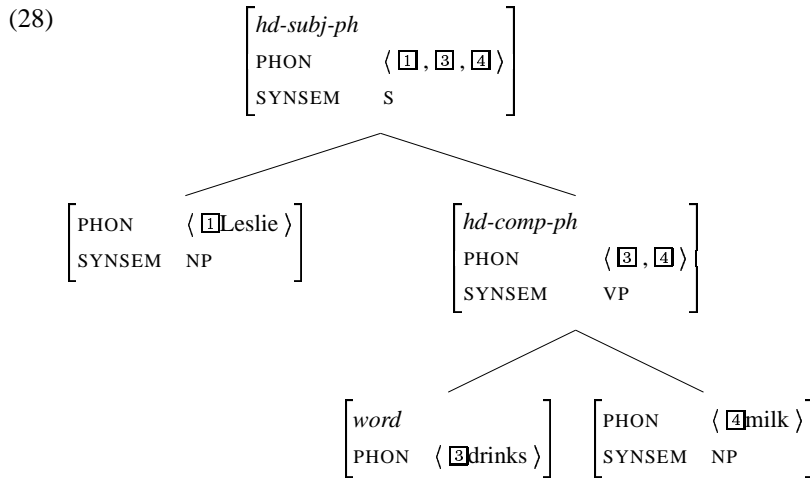 (28)
hd-subj-ph
PHON ⟨ 1 , 3 , 4 ⟩
SYNSEM S
PHON ⟨ 1 Leslie ⟩
SYNSEM NP
hd-comp-ph
PHON ⟨ 3 , 4 ⟩
SYNSEM VP
word
PHON ⟨ 3 drinks ⟩
PHON ⟨ 4 milk ⟩
SYNSEM NP